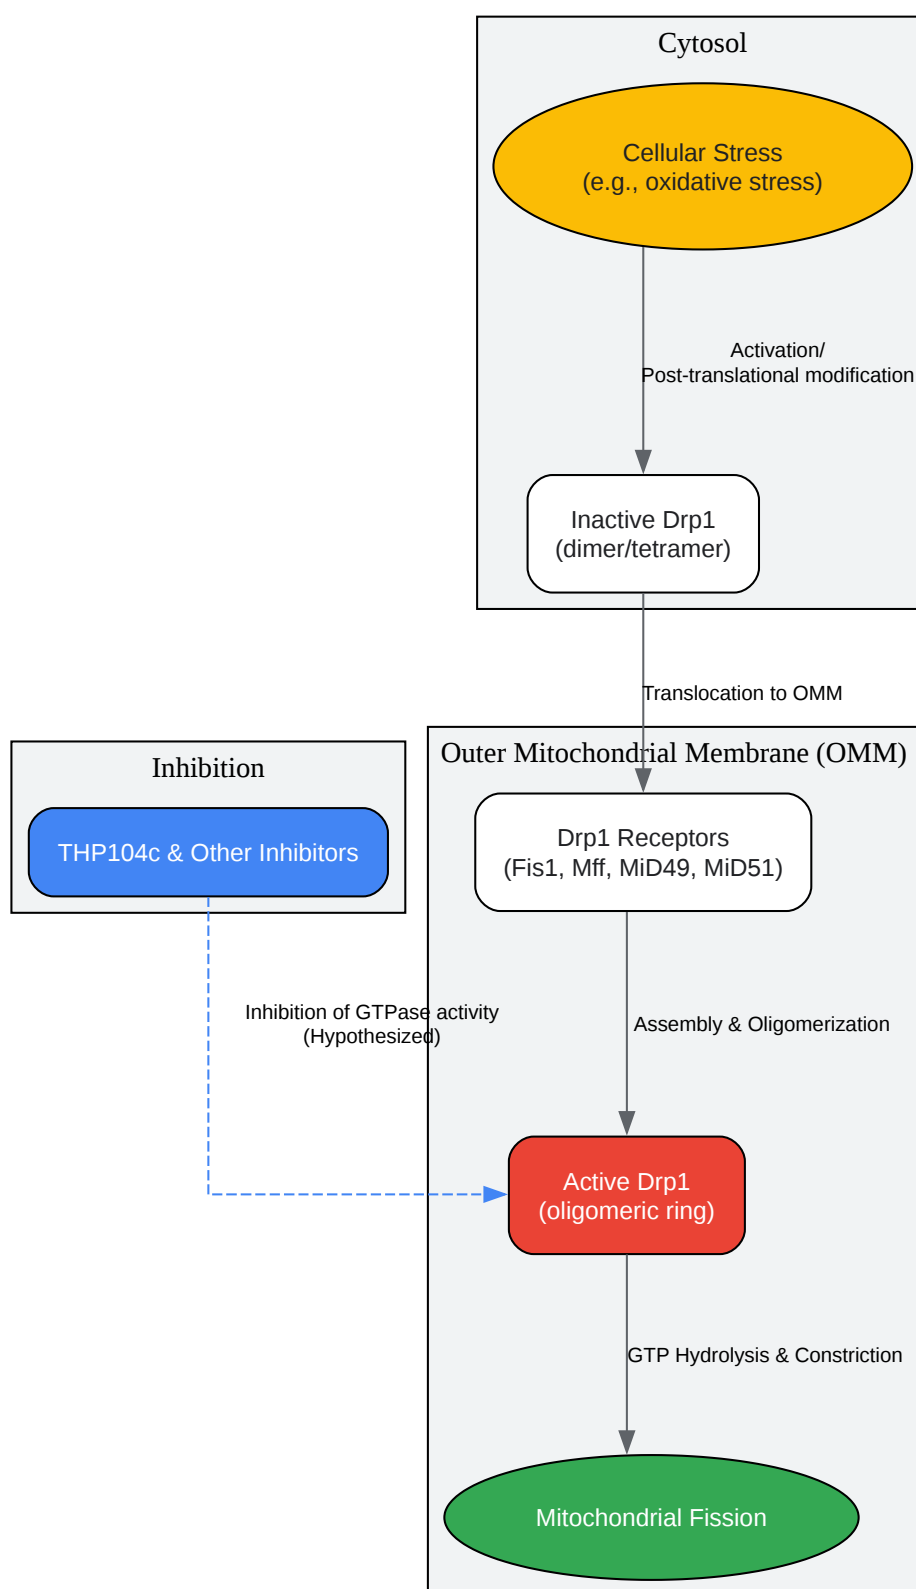 Cytosol
Cellular Stress
(e.g., oxidative stress)
Activation/
Post-translational modification
Inactive Drp1
(dimer/tetramer)
Translocation to OMM
Inhibition
THP104c & Other Inhibitors
Outer Mitochondrial Membrane (OMM)
Drp1 Receptors
(Fis1, Mff, MiD49, MiD51)
Inhibition of GTPase activity
(Hypothesized)
Assembly & Oligomerization
Active Drp1
(oligomeric ring)
GTP Hydrolysis & Constriction
Mitochondrial Fission